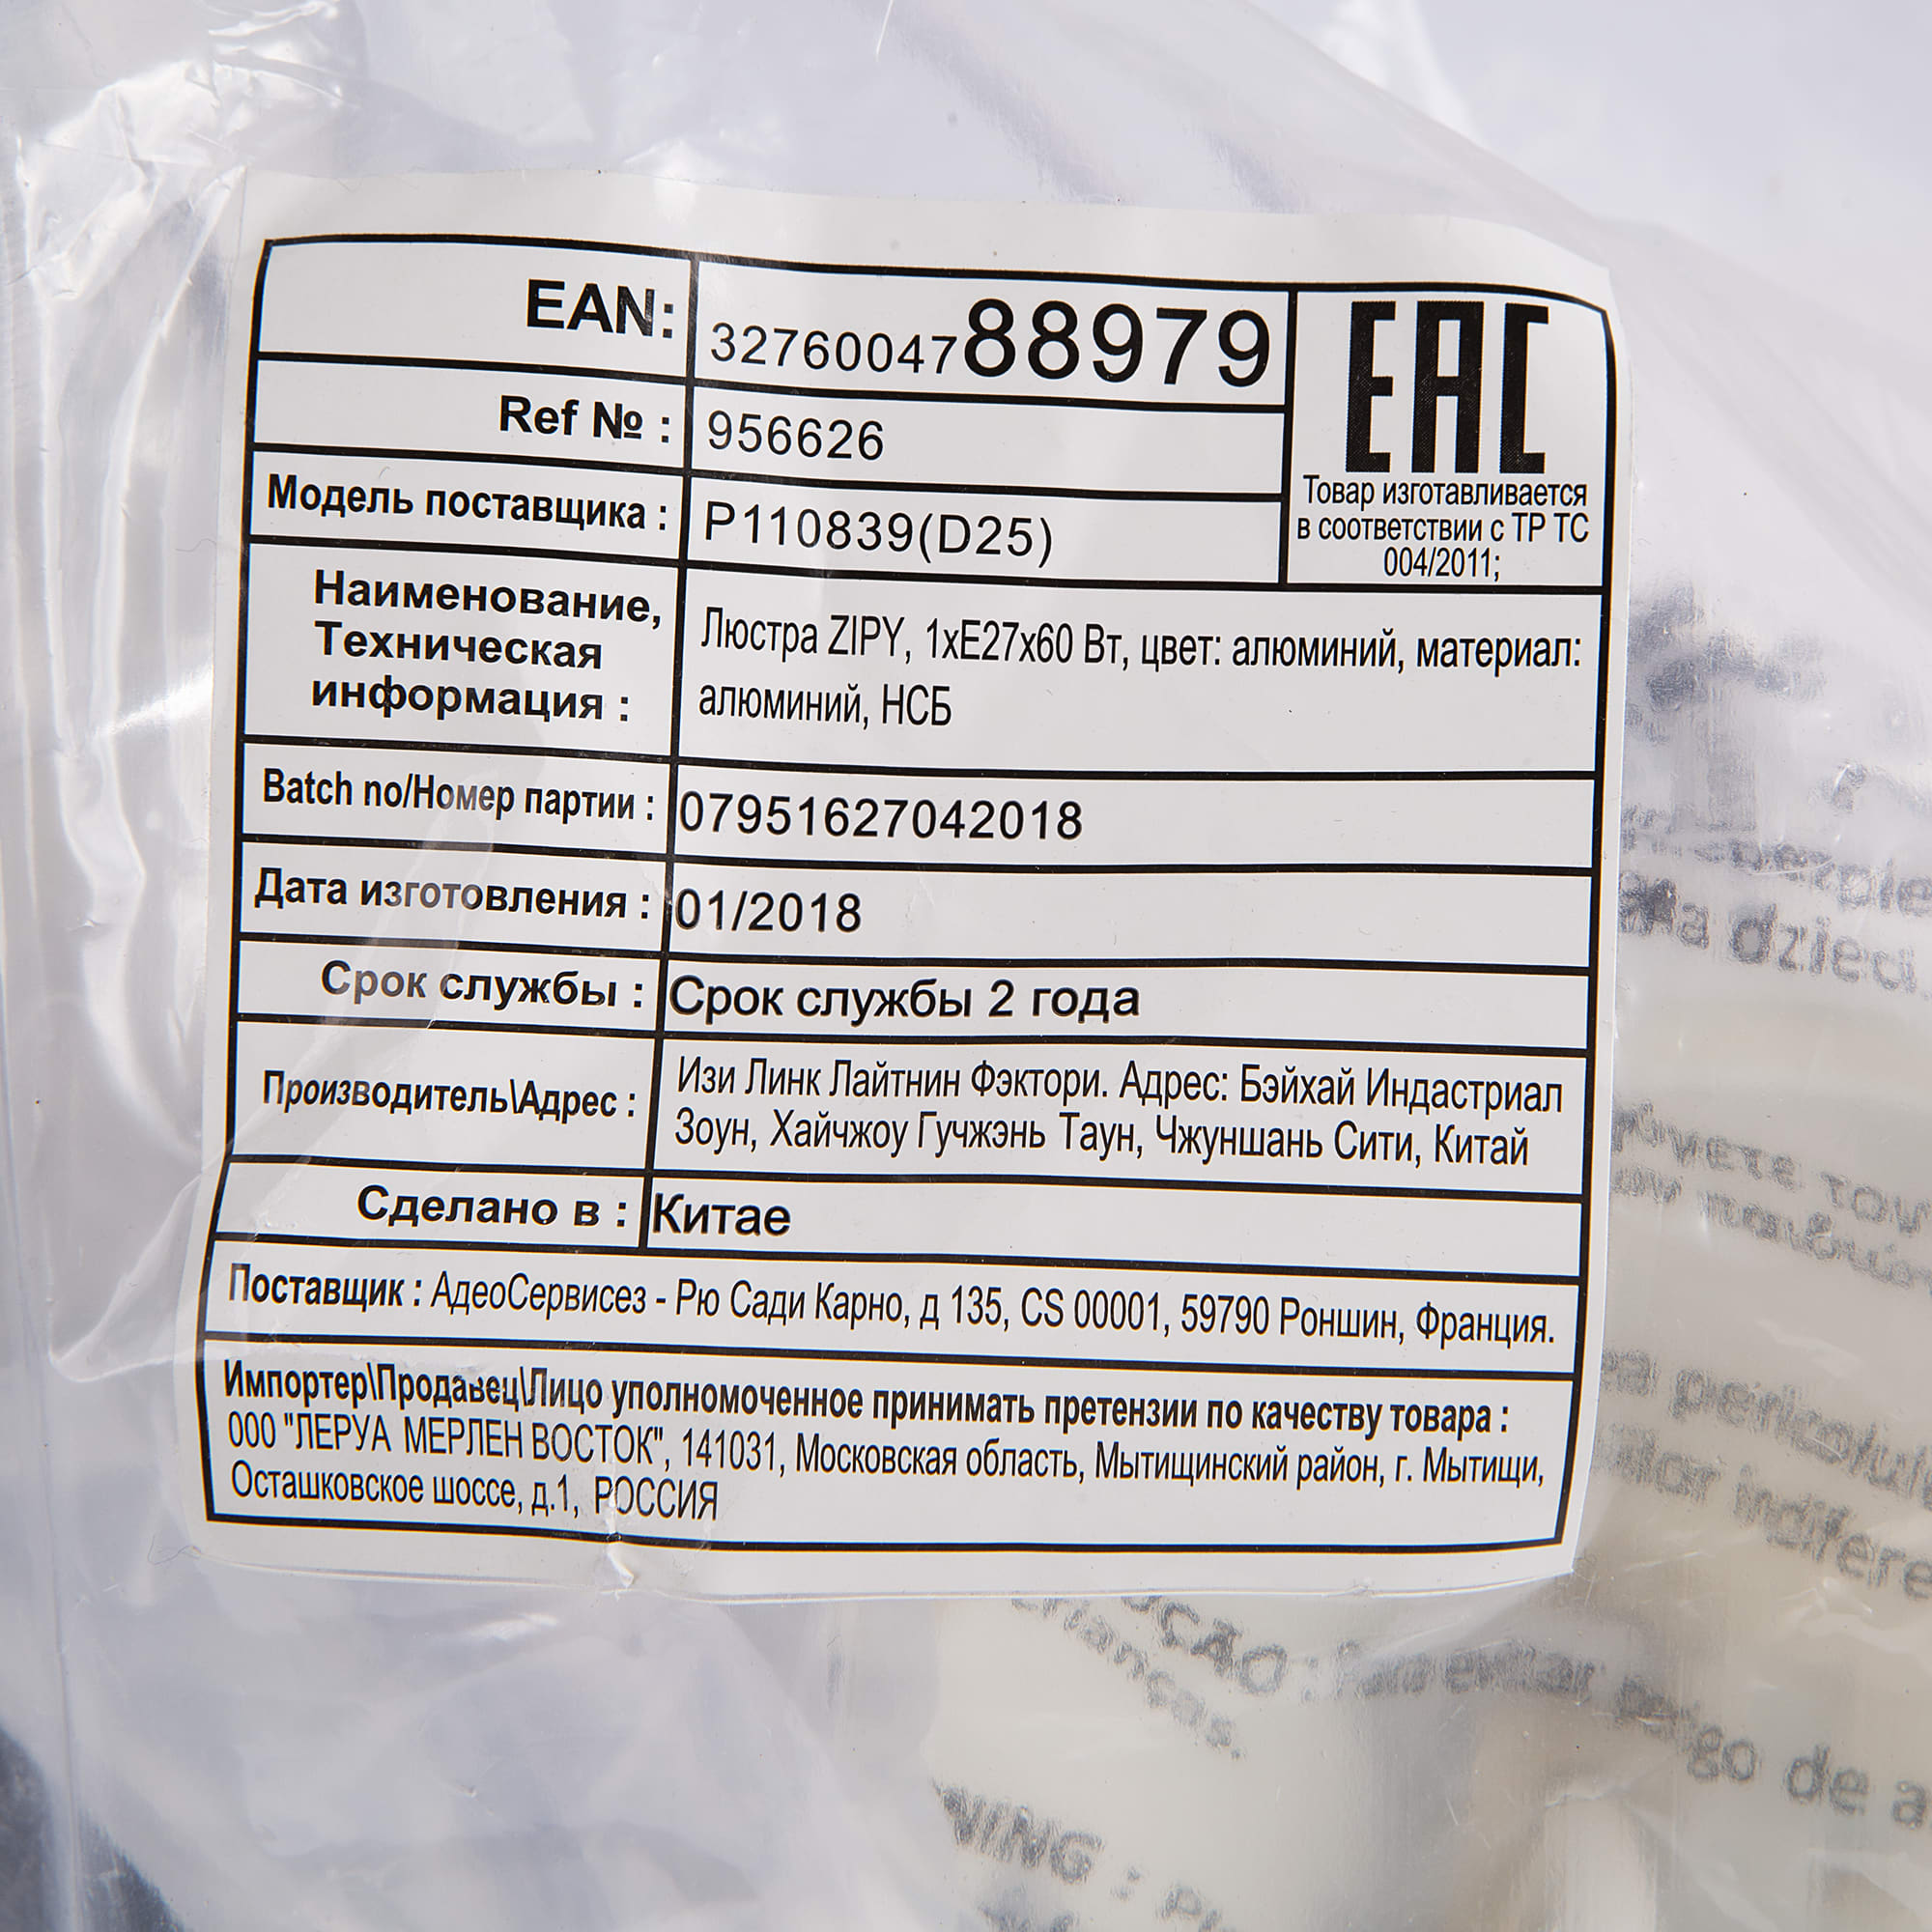 EAN: 3276004788979
EAC
Ref № : 956626
Модель поставщика : P110839(D25)
Товар изготавливается
в соответствии с ТР ТС
004/2011;
Наименование,
Техническая
информация :
Люстра ZIPY, 1xE27x60 Вт, цвет: алюминий, материал:
алюминий, НСБ
Batch no/Номер партии : 07951627042018
Дата изготовления : 01/2018
Срок службы : Срок службы 2 года
Производитель\Адрес :
Изи Линк Лайтнин Фэктори. Адрес: Бэйхай Индастриал
Зоун, Хайчжоу Гучжэнь Таун, Чжуншань Сити, Китай
Сделано в : Китае
Поставщик : АдеоСервисез - Рю Сади Карно, д 135, CS 00001, 59790 Роншин, Франция.
Импортер\Продавец\Лицо уполномоченное принимать претензии по качеству товара :
ООО "ЛЕРУА МЕРЛЕН ВОСТОК", 141031, Московская область, Мытищинский район, г. Мытищи,
Осташковское шоссе, д.1, РОССИЯ
dzieci.
de a